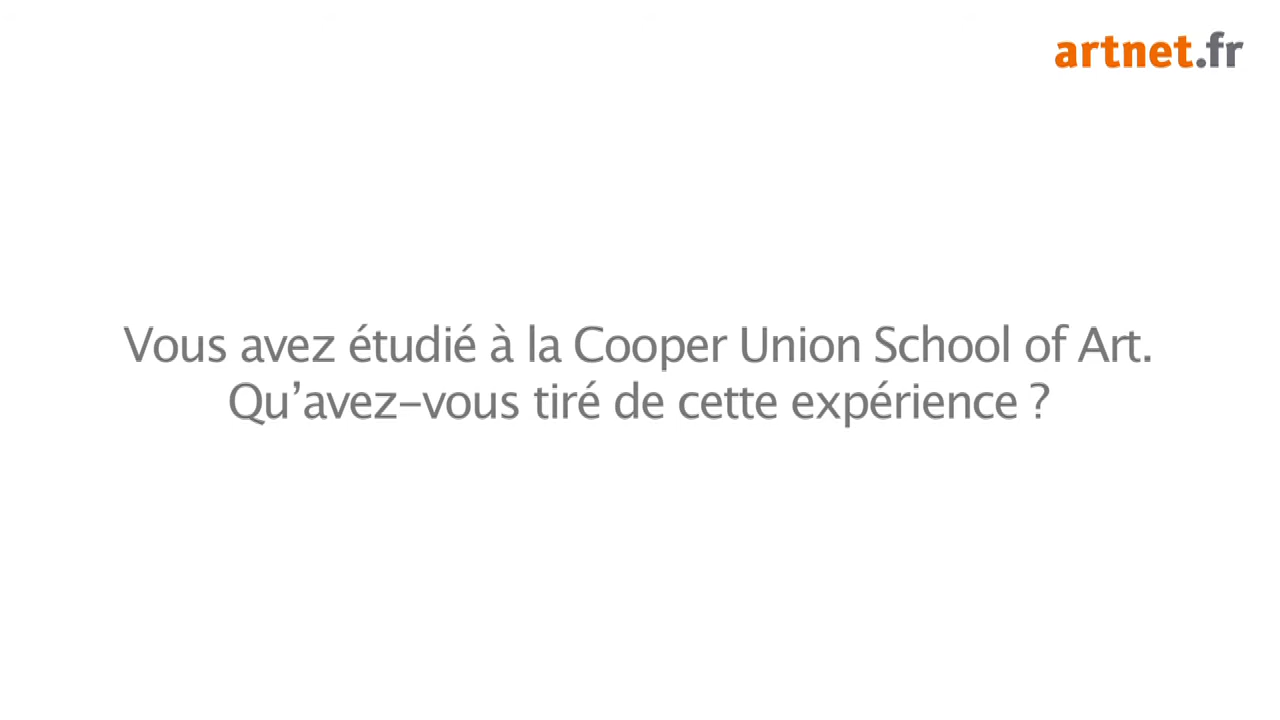 artnet.fr
Vous avez étudié à la Cooper Union School of Art.
Qu’avez-vous tiré de cette expérience ?